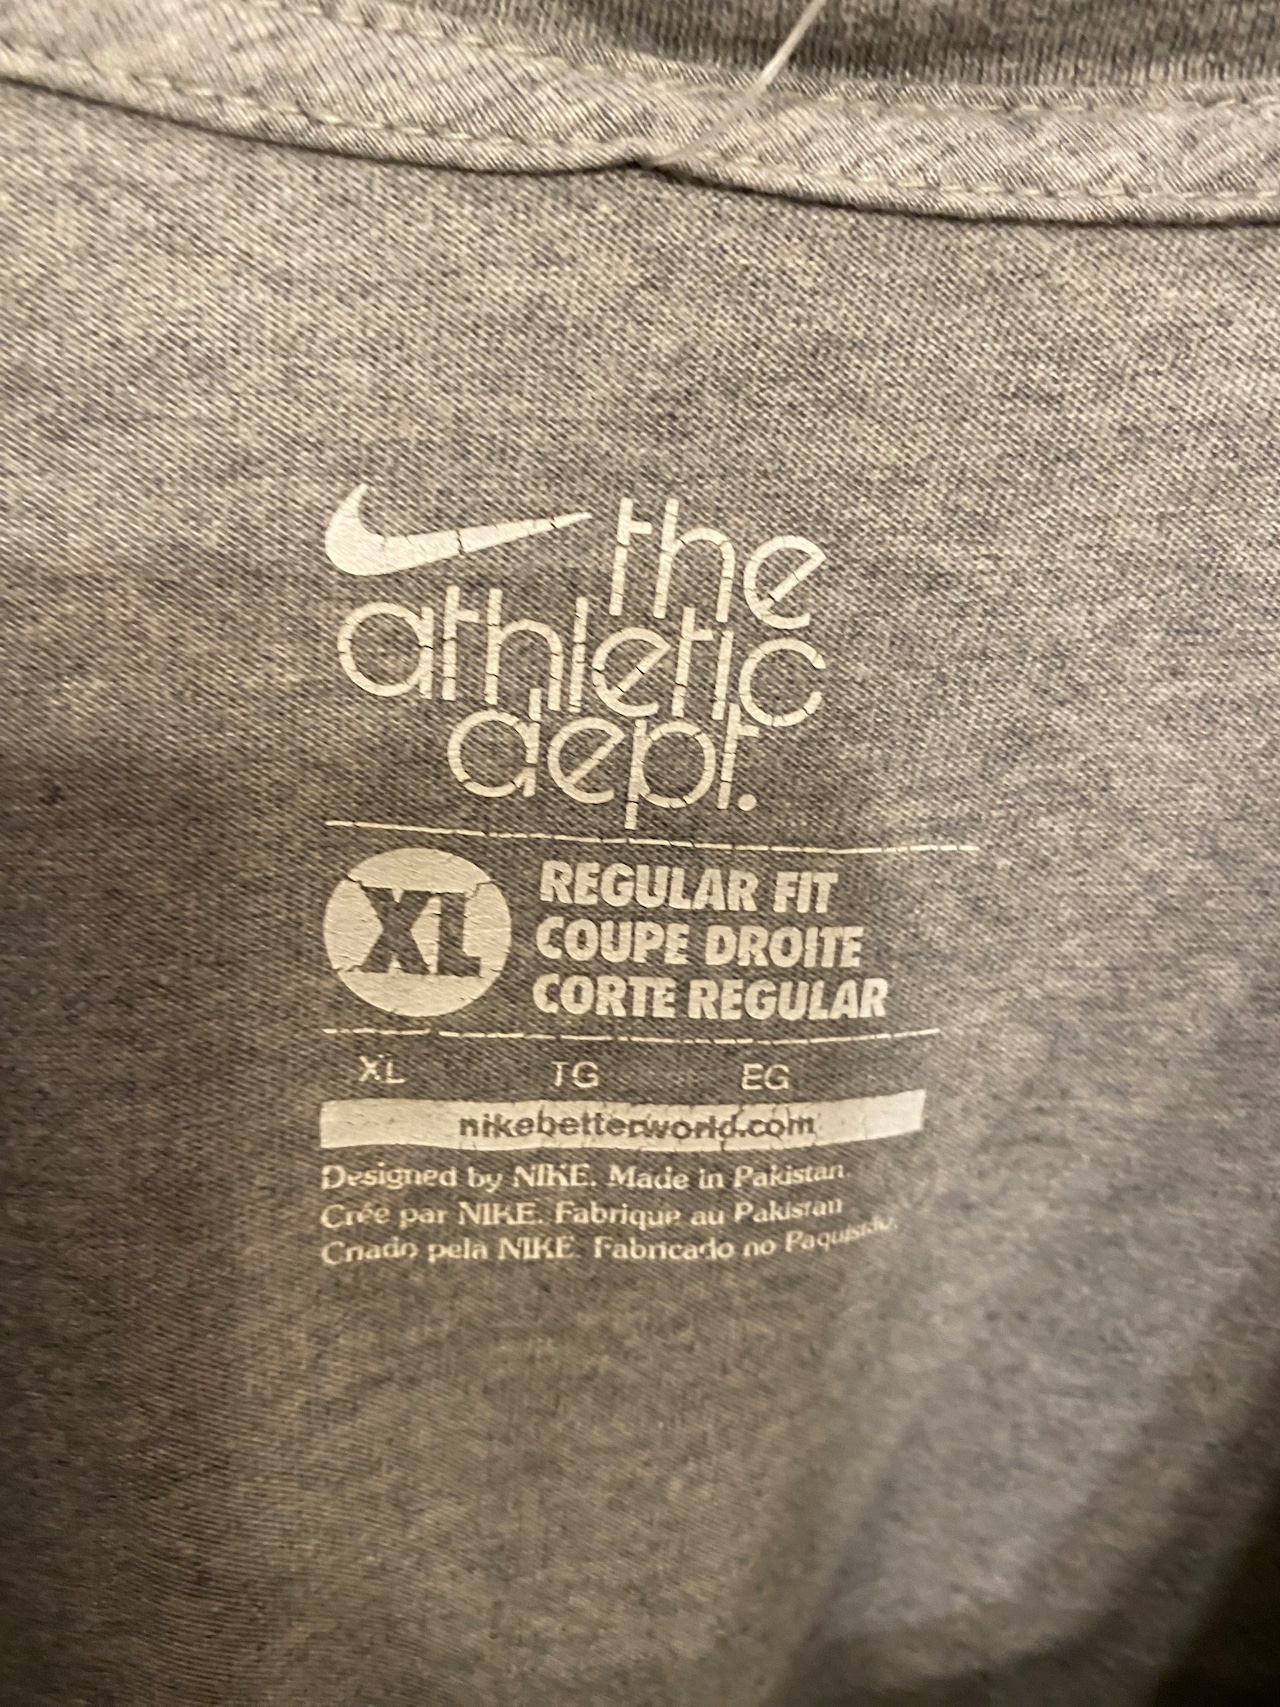 the
athletic
dept.
XL
REGULAR FIT
COUPE DROITE
CORTE REGULAR
XL TG EG
nikebetterworld.com
Designed by NIKE. Made in Pakistan
Crée par NIKE. Fabrique au Pakistan
Criado pela NIKE. Fabricado no Paquistão.